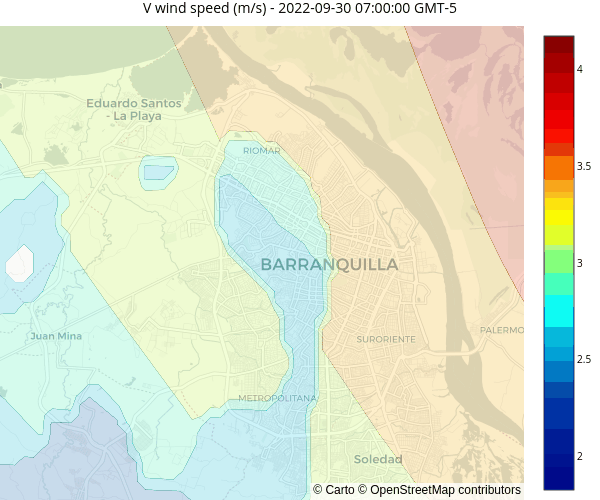 V wind speed (m/s) - 2022-09-30 07:00:00 GMT-5
4
Eduardo Santos
- La Playa
RIOMAR
3.5
BARRANQUILLA
3
Juan Mina
PALERMO
SURORIENTE
2.5
METROPOLITANA
Soledad
2
© Carto © OpenStreetMap contributors